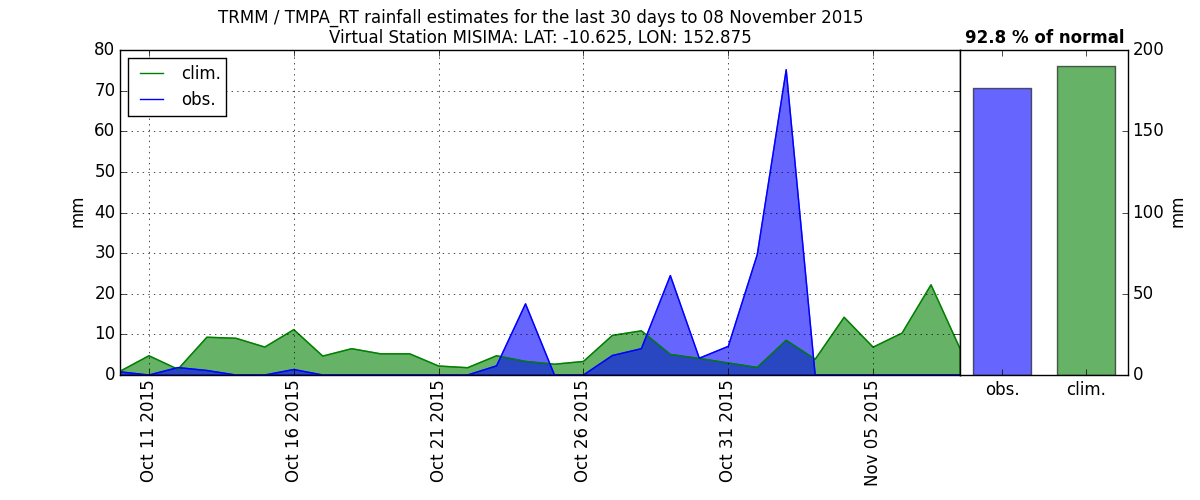 TRMM / TMPA_RT rainfall estimates for the last 30 days to 08 November 2015
Virtual Station MISIMA: LAT: -10.625, LON: 152.875
92.8 % of normal
clim.
obs.
mm
80
70
60
50
40
30
20
10
0
Oct 11 2015
Oct 16 2015
Oct 21 2015
Oct 26 2015
Oct 31 2015
Nov 05 2015
200
150
100
50
0
mm
obs.
clim.